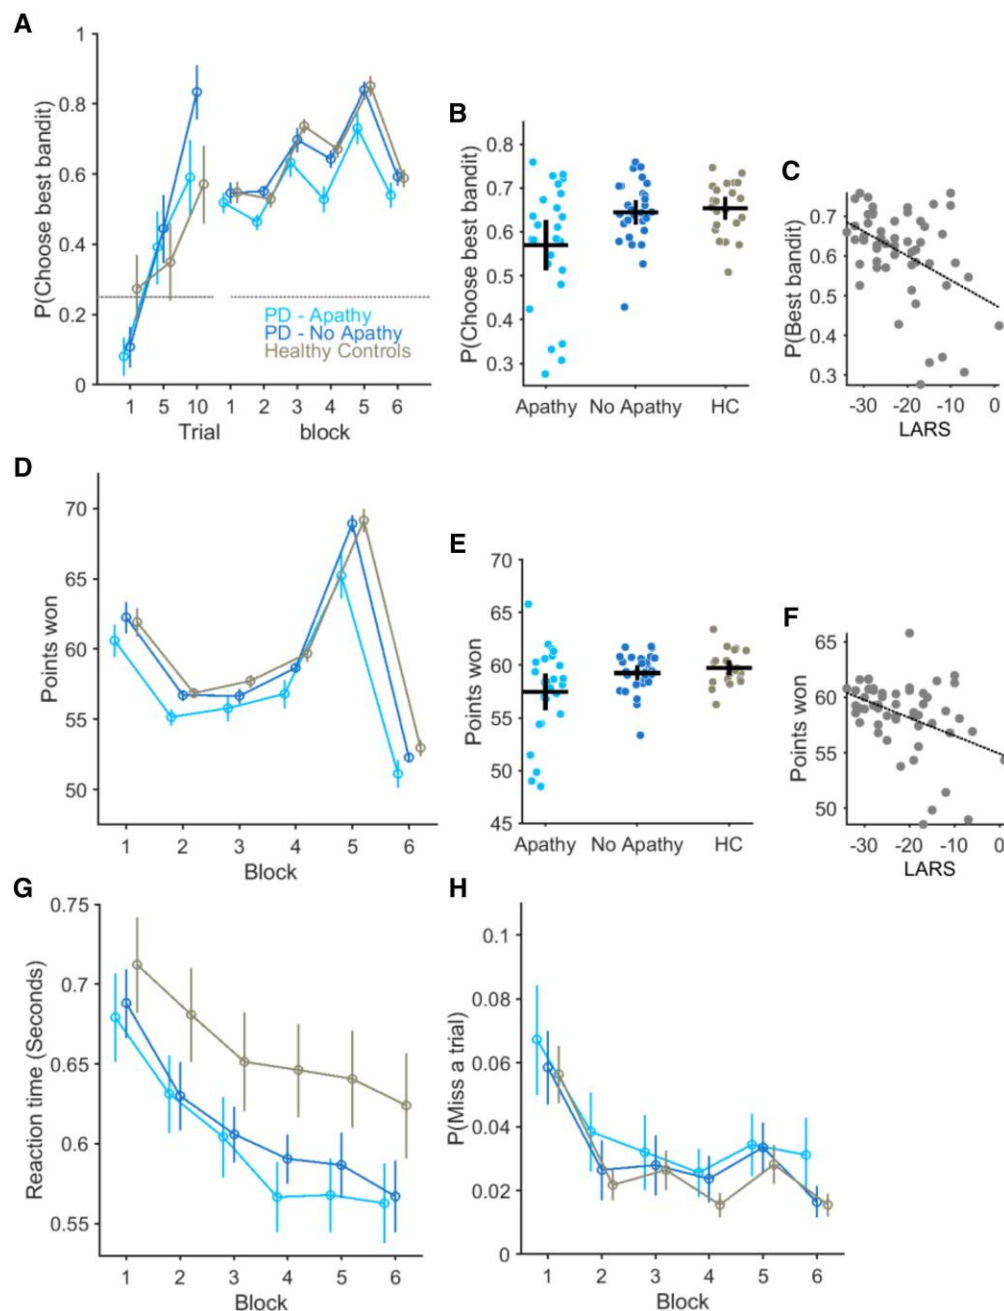 A
P(Choose best bandit)
1
0.8
0.6
0.4
0.2
0
PD - Apathy
PD - No Apathy
Healthy Controls
1 5 10 1 2 3 4 5 6
Trial block
B
P(Choose best bandit)
0.8
0.7
0.6
0.5
0.4
0.3
Apathy No Apathy HC
C
P(Best bandit)
0.7
0.5
0.3
-30 -20 -10 0
LARS
D
Points won
70
65
60
55
50
1 2 3 4 5 6
Block
E
Points won
70
65
60
55
50
45
Apathy No Apathy HC
F
Points won
65
60
55
50
-30 -20 -10 0
LARS
G
Reaction time (Seconds)
0.75
0.7
0.65
0.6
0.55
1 2 3 4 5 6
Block
H
P(Miss a trial)
0.1
0.08
0.06
0.04
0.02
0
1 2 3 4 5 6
Block